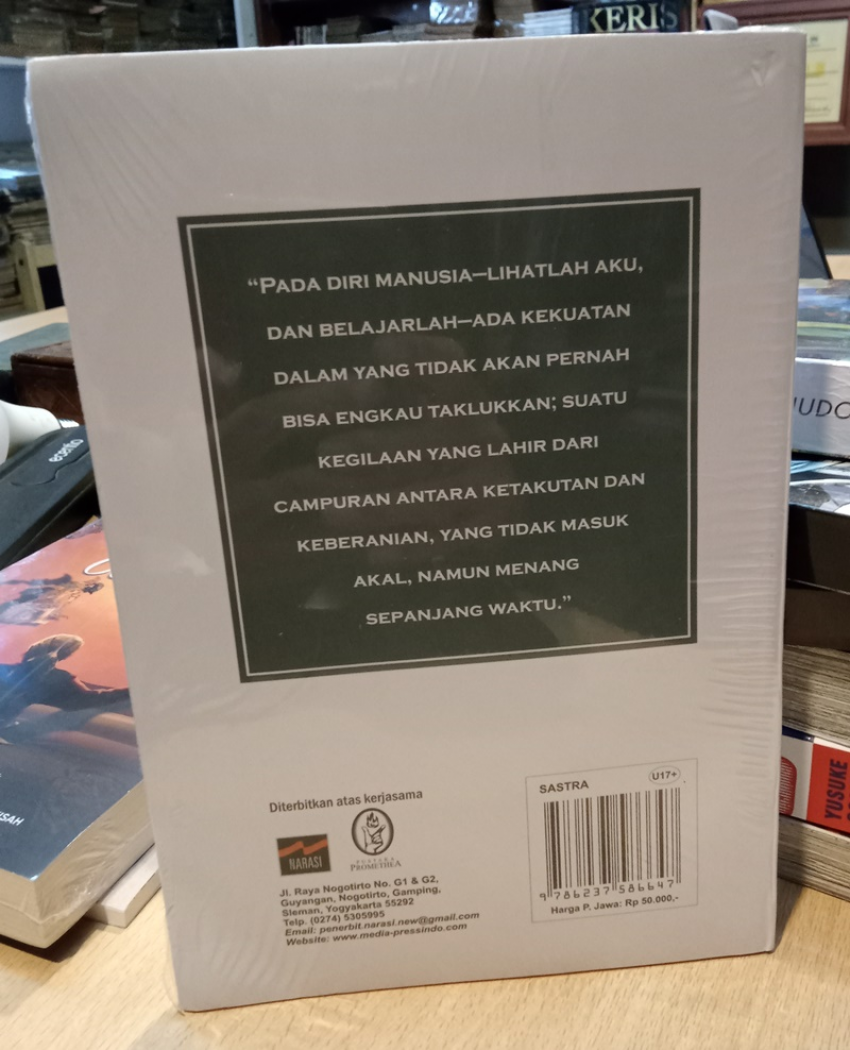 KERIS
“PADA DIRI MANUSIA—LIHATLAH AKU,
DAN BELAJARLAH—ADA KEKUATAN
DALAM YANG TIDAK AKAN PERNAH
BISA ENGKAU TAKLUKKAN; SUATU
KEGILAAN YANG LAHIR DARI
CAMPURAN ANTARA KETAKUTAN DAN
KEBERANIAN, YANG TIDAK MASUK
AKAL, NAMUN MENANG
SEPANJANG WAKTU.”
Diterbitkan atas kerjasama
NARASI
PUSTAKA
PROMETHEA
Jl. Raya Nogotirto No. G1 & G2,
Guyangan, Nogotirto, Gamping,
Sleman, Yogyakarta 55292
Telp. (0274) 5305995
Email: penerbit.narasi.new@gmail.com
Website: www.media-pressindo.com
SASTRA
U17+
9 786237 586647
Harga P. Jawa: Rp 50.000,-
esenio
YUSUKE